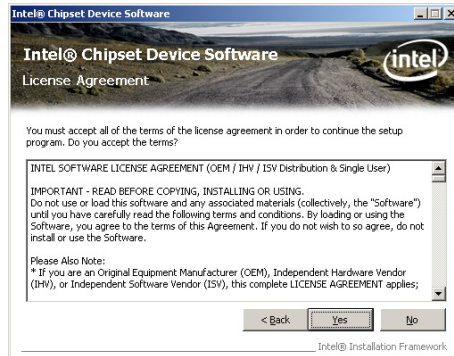 Intel® Chipset Device Software
Intel® Chipset Device Software
License Agreement
intel
You must accept all of the terms of the license agreement in order to continue the setup
program. Do you accept the terms?
INTEL SOFTWARE LICENSE AGREEMENT (OEM / IHV / ISV Distribution & Single User)
IMPORTANT - READ BEFORE COPYING, INSTALLING OR USING.
Do not use or load this software and any associated materials (collectively, the "Software")
until you have carefully read the following terms and conditions. By loading or using the
Software, you agree to the terms of this Agreement. If you do not wish to so agree, do not
install or use the Software.
Please Also Note:
* If you are an Original Equipment Manufacturer (OEM), Independent Hardware Vendor
(IHV), or Independent Software Vendor (ISV), this complete LICENSE AGREEMENT applies;
< Back Yes No
Intel® Installation Framework